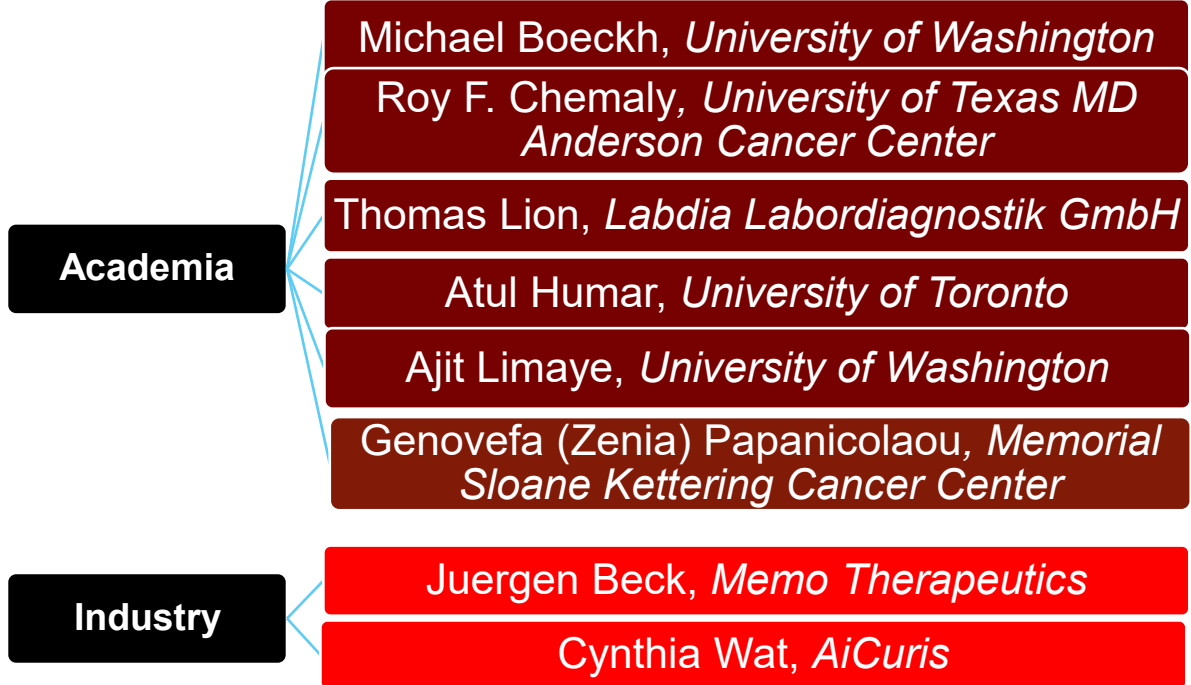 Academia
Michael Boeckh, University of Washington
Roy F. Chemaly, University of Texas MD
Anderson Cancer Center
Thomas Lion, Labdia Labordiagnostik GmbH
Atul Humar, University of Toronto
Ajit Limaye, University of Washington
Genovefa (Zenia) Papanicolaou, Memorial
Sloane Kettering Cancer Center
Industry
Juergen Beck, Memo Therapeutics
Cynthia Wat, AiCuris